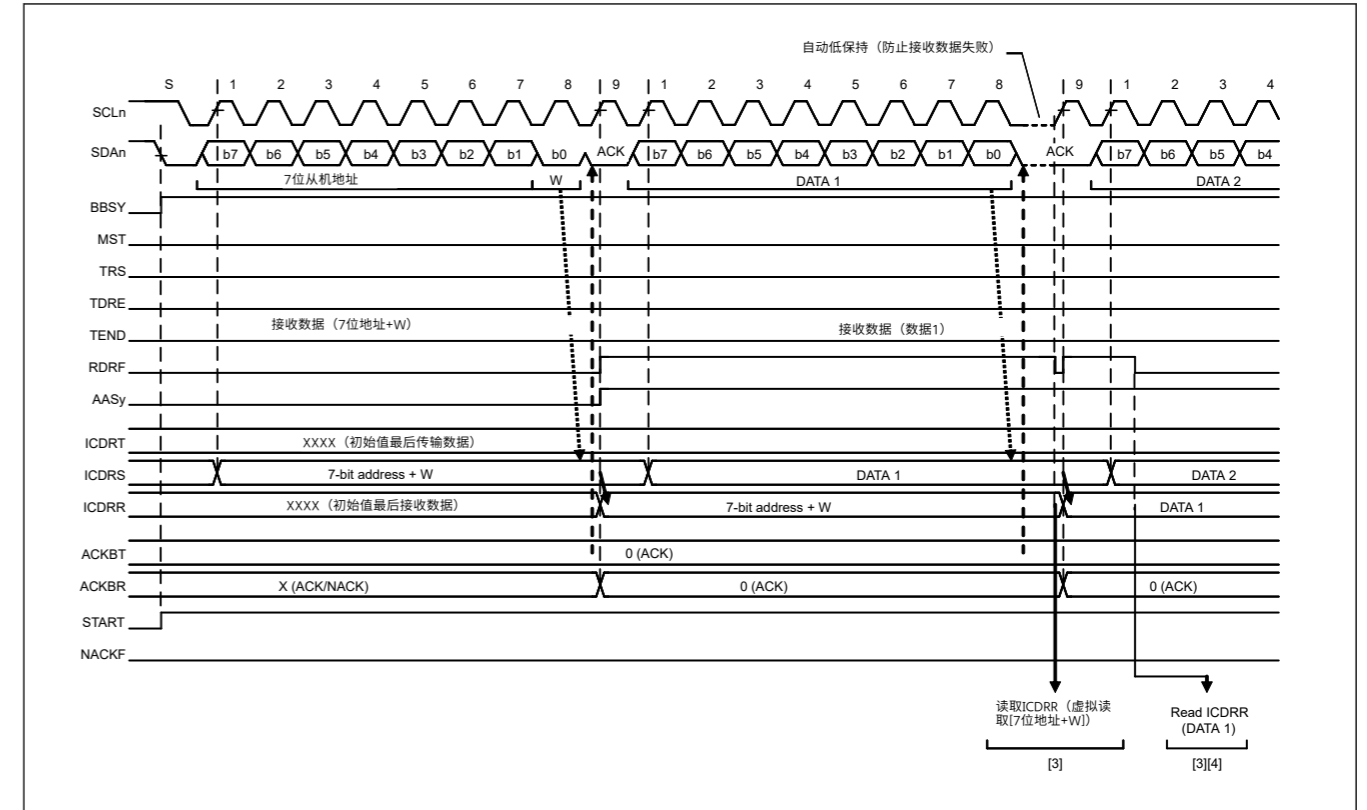 自动低保持（防止接收数据失败）
S 1 2 3 4 5 6 7 8 9 1 2 3 4 5 6 7 8 9 1 2 3 4
SCLn
SDAn b7 b6 b5 b4 b3 b2 b1 b0 ACK b7 b6 b5 b4 b3 b2 b1 b0 ACK b7 b6 b5 b4
7位从机地址 W DATA 1 DATA 2
BBSY
MST
TRS
TDRE
接收数据（7位地址+W） 接收数据（数据1）
TEND
RDRF
AASy
ICDRT XXXX（初始值最后传输数据）
ICDRS 7-bit address + W DATA 1 DATA 2
ICDRR XXXX（初始值最后接收数据） 7-bit address + W DATA 1
ACKBT 0 (ACK)
ACKBR X (ACK/NACK) 0 (ACK) 0 (ACK)
START
NACKF
读取ICDRR（虚拟读
取[7位地址+W]）
Read ICDRR
(DATA 1)
[3] [3][4]